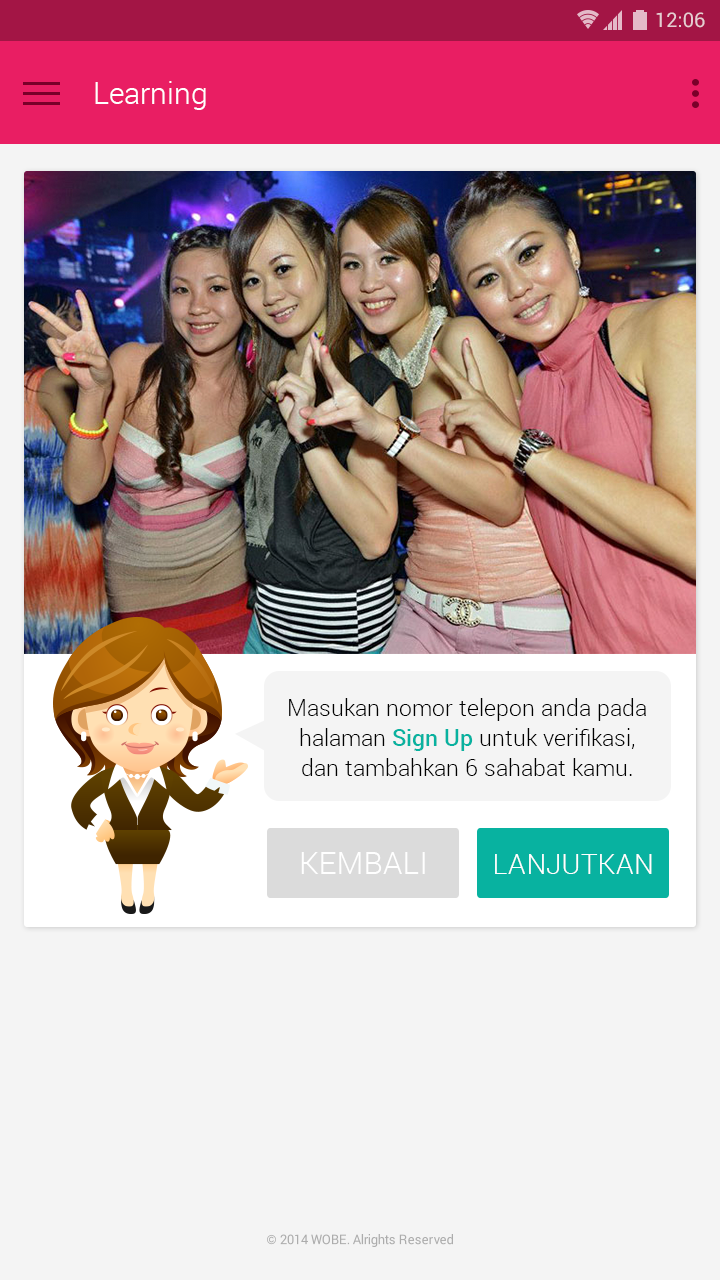 12:06
Learning
Masukan nomor telepon anda pada
halaman Sign Up untuk verifikasi,
dan tambahkan 6 sahabat kamu.
KEMBALI
LANJUTKAN
© 2014 WOBE. Alrights Reserved